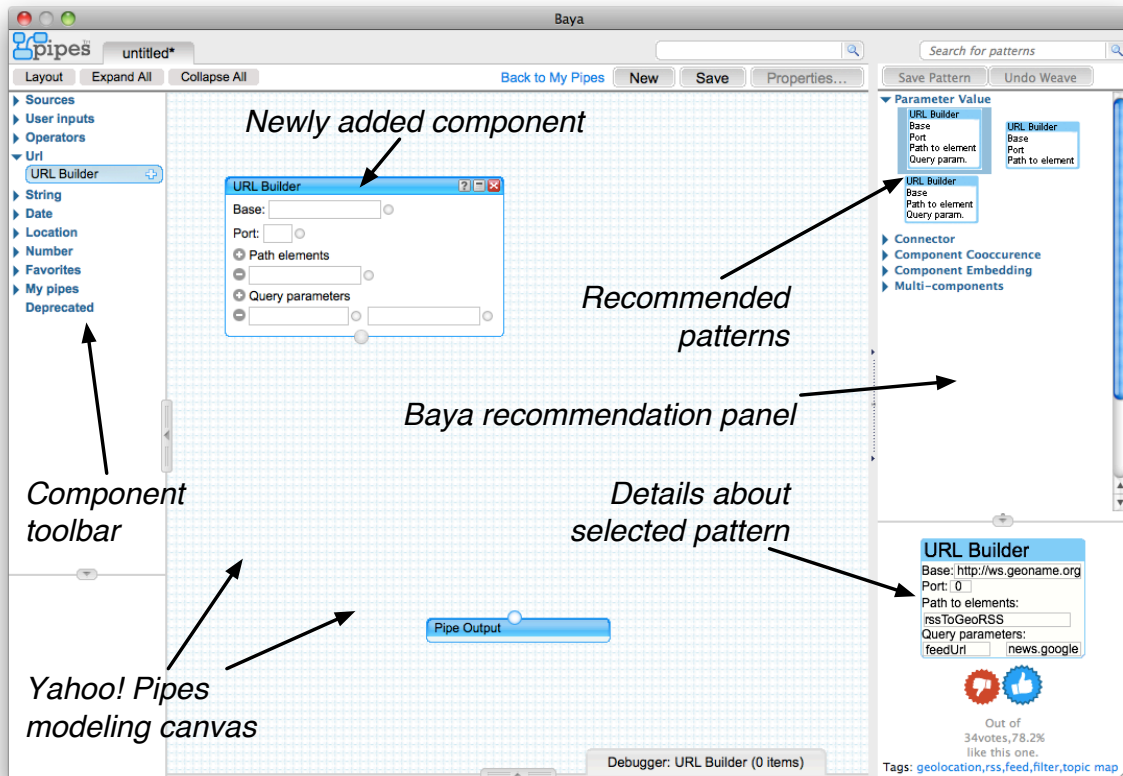 Baya
pipes
untitled*
Search for patterns
Layout Expand All Collapse All Back to My Pipes New Save Properties...
Save Pattern Undo Weave
Sources
User inputs
Operators
Url
URL Builder
String
Date
Location
Number
Favorites
My pipes
Deprecated
Newly added component
URL Builder
Base:
Port:
Path elements
Query parameters
Parameter Value
URL Builder
Base
Port
Path to element
Query param.
URL Builder
Base
Port
Path to element
URL Builder
Base
Path to element
Query param.
Connector
Component Cooccurence
Component Embedding
Multi-components
Recommended
patterns
Baya recommendation panel
Component
toolbar
Details about
selected pattern
URL Builder
Base: http://ws.geoname.org
Port: 0
Path to elements:
rssToGeoRSS
Query parameters:
feedUrl news.google
Pipe Output
Yahoo! Pipes
modeling canvas
Out of
34votes,78.2%
like this one.
Debugger: URL Builder (0 items)
Tags: geolocation,rss,feed,filter,topic map